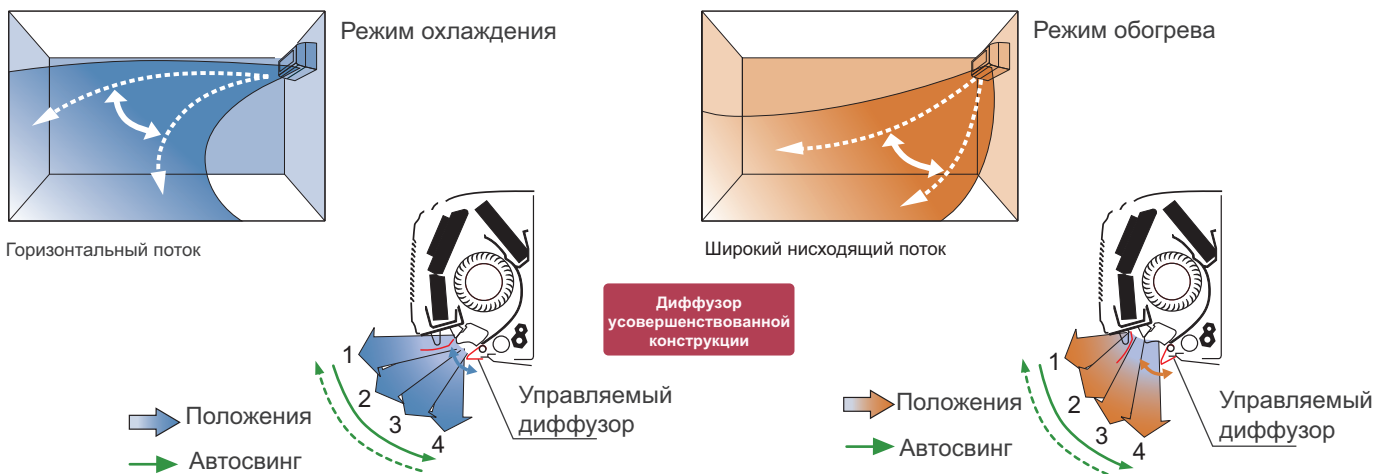 Режим охлаждения
Горизонтальный поток
1
2
3
4
Положения
Автосвинг
Управляемый
диффузор
Диффузор
усовершенствованной
конструкции
Режим обогрева
Широкий нисходящий поток
1
2
3
4
Положения
Автосвинг
Управляемый
диффузор